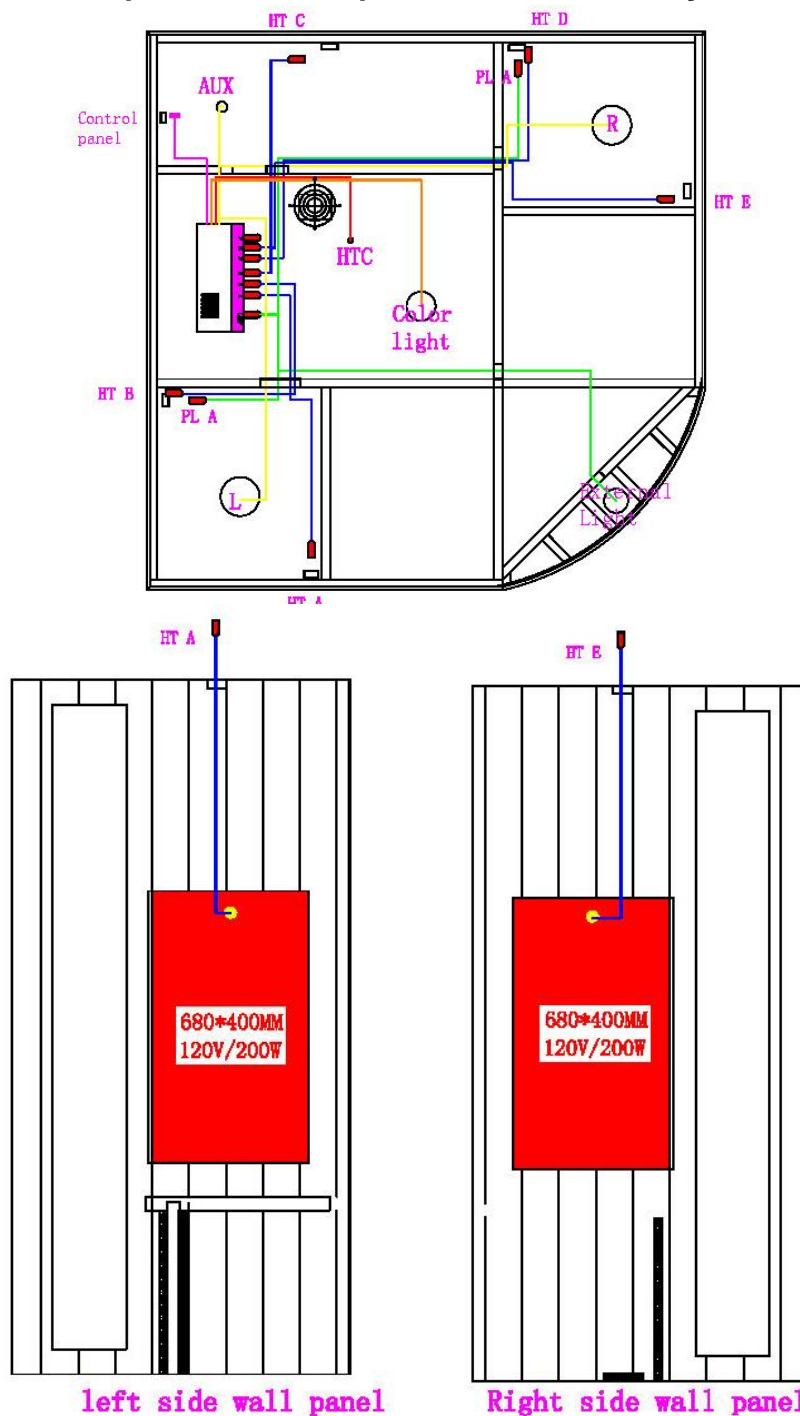 HT C
HT D
PL A
AUX
R
Control
panel
HT E
HTC
Color
light
HT B
PL A
L
External
Light
HT A
HT A
HT E
680*400MM
120V/200W
680*400MM
120V/200W
left side wall panel
Right side wall panel